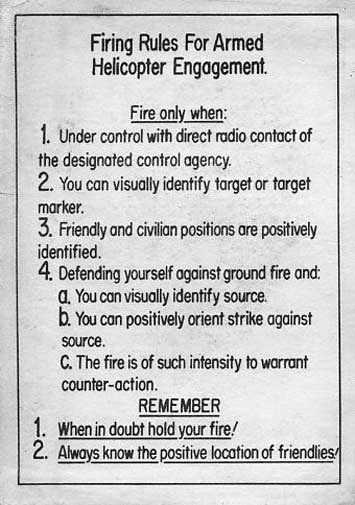 Firing Rules For Armed
Helicopter Engagement.
Fire only when:
1. Under control with direct radio contact of
the designated control agency.
2. You can visually identify target or target
marker.
3. Friendly and civilian positions are positively
identified.
4. Defending yourself against ground fire and:
a. You can visually identify source.
b. You can positively orient strike against
source.
c. The fire is of such intensity to warrant
counter-action.
REMEMBER
1. When in doubt hold your fire!
2. Always know the positive location of friendlies!